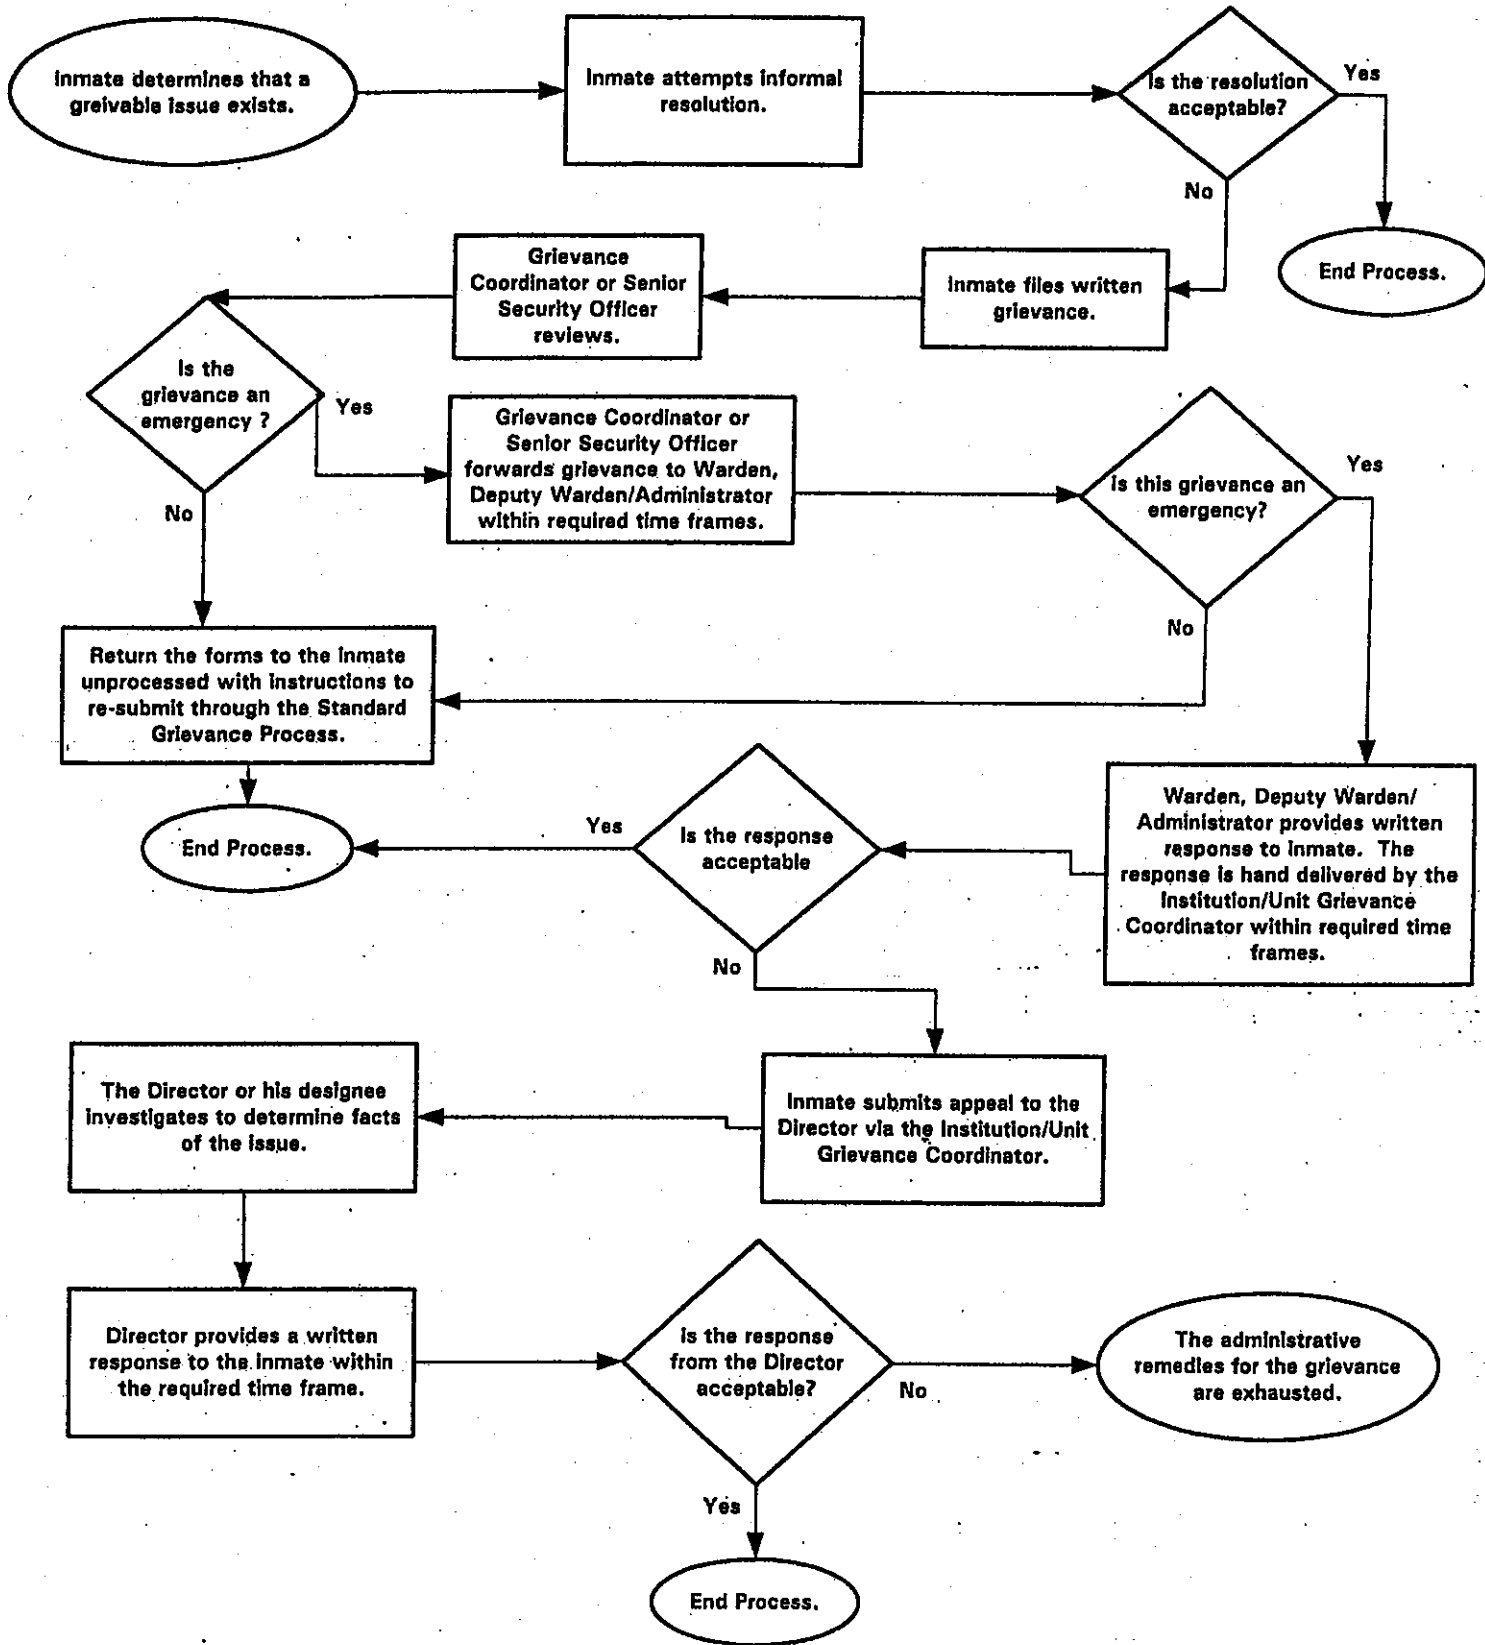 Inmate determines that a
greivable issue exists.
Inmate attempts informal
resolution.
Is the resolution
acceptable?
Yes
No
End Process.
Inmate files written
grievance.
Grievance
Coordinator or Senior
Security Officer
reviews.
Is the
grievance an
emergency ?
Yes
No
Grievance Coordinator or
Senior Security Officer
forwards grievance to Warden,
Deputy Warden/Administrator
within required time frames.
Is this grievance an
emergency?
Yes
No
Return the forms to the inmate
unprocessed with instructions to
re-submit through the Standard
Grievance Process.
End Process.
Warden, Deputy Warden/
Administrator provides written
response to inmate. The
response is hand delivered by the
Institution/Unit Grievance
Coordinator within required time
frames.
Is the response
acceptable
Yes
No
Inmate submits appeal to the
Director via the Institution/Unit
Grievance Coordinator.
The Director or his designee
investigates to determine facts
of the issue.
Director provides a written
response to the inmate within
the required time frame.
Is the response
from the Director
acceptable?
No
Yes
The administrative
remedies for the grievance
are exhausted.
End Process.